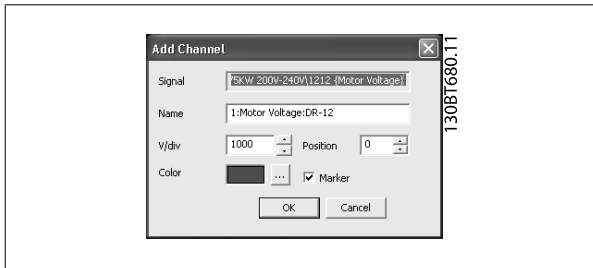 Add Channel
Signal
75KW 200V-240V\1212 {Motor Voltage}
Name
1:Motor Voltage:DR-12
V/div
1000
Position
0
Color
...
Marker
OK
Cancel
130BT680.11